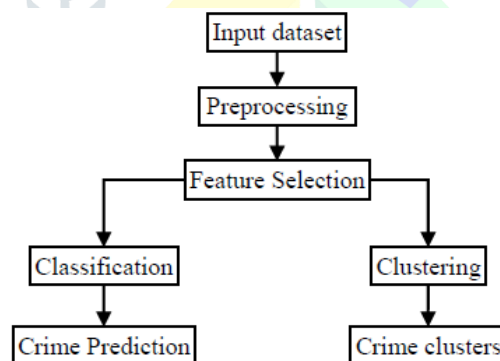 Input dataset
Preprocessing
Feature Selection
Classification
Clustering
Crime Prediction
Crime clusters